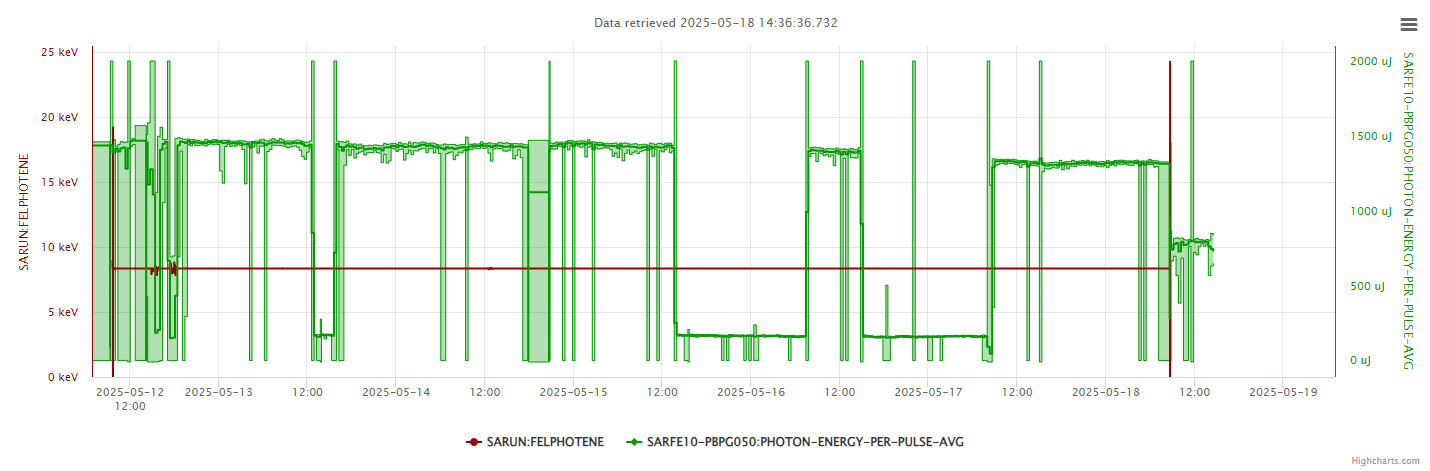 Data retrieved 2025-05-18 14:36:36.732
25 keV
20 keV
15 keV
10 keV
5 keV
0 keV
SARUN:FELPHOTENE
2000 uJ
1500 uJ
1000 uJ
500 uJ
0 uJ
SARFE10-PBPG050:PHOTON-ENERGY-PER-PULSE-AVG
2025-05-12 2025-05-13 12:00 2025-05-14 12:00 2025-05-15 12:00 2025-05-16 12:00 2025-05-17 12:00 2025-05-18 12:00 2025-05-19
12:00
SARUN:FELPHOTENE SARFE10-PBPG050:PHOTON-ENERGY-PER-PULSE-AVG
Highcharts.com